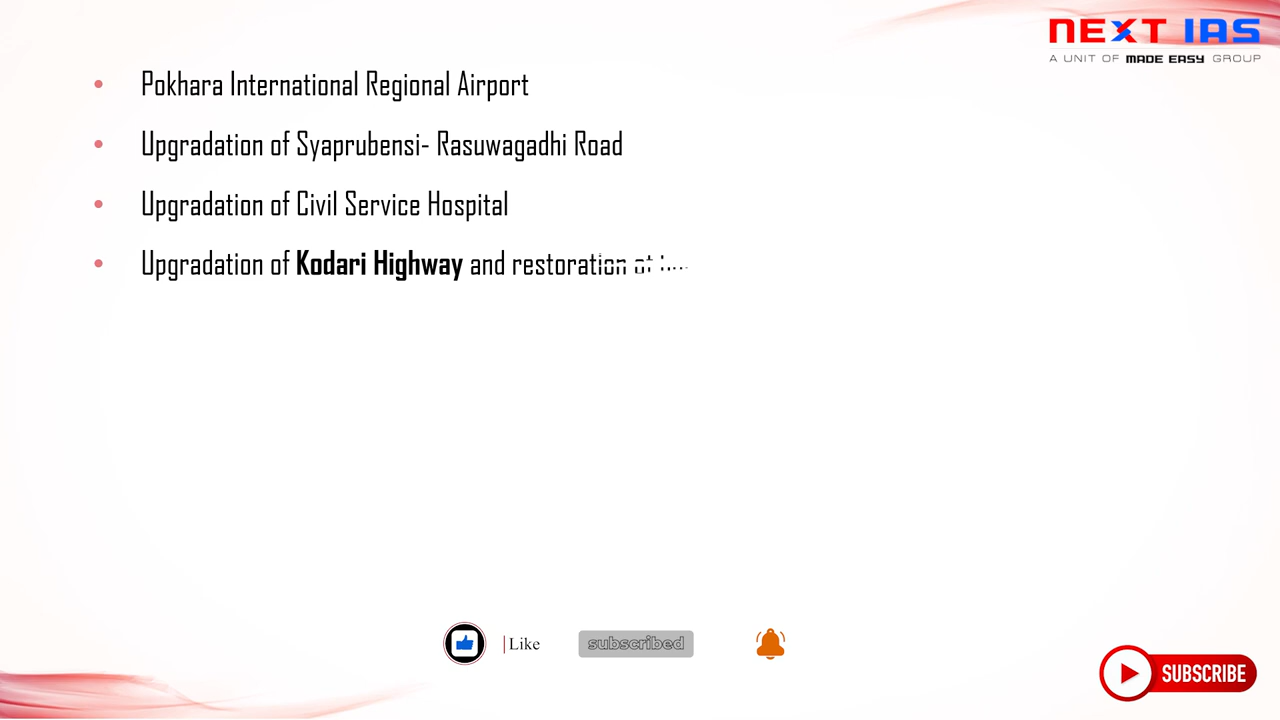 NEXT IAS
A UNIT OF MADE EASY GROUP
• Pokhara International Regional Airport
• Upgradation of Syaprubensi- Rasuwagadhi Road
• Upgradation of Civil Service Hospital
• Upgradation of Kodari Highway and restoration
Like
subscribed
SUBSCRIBE